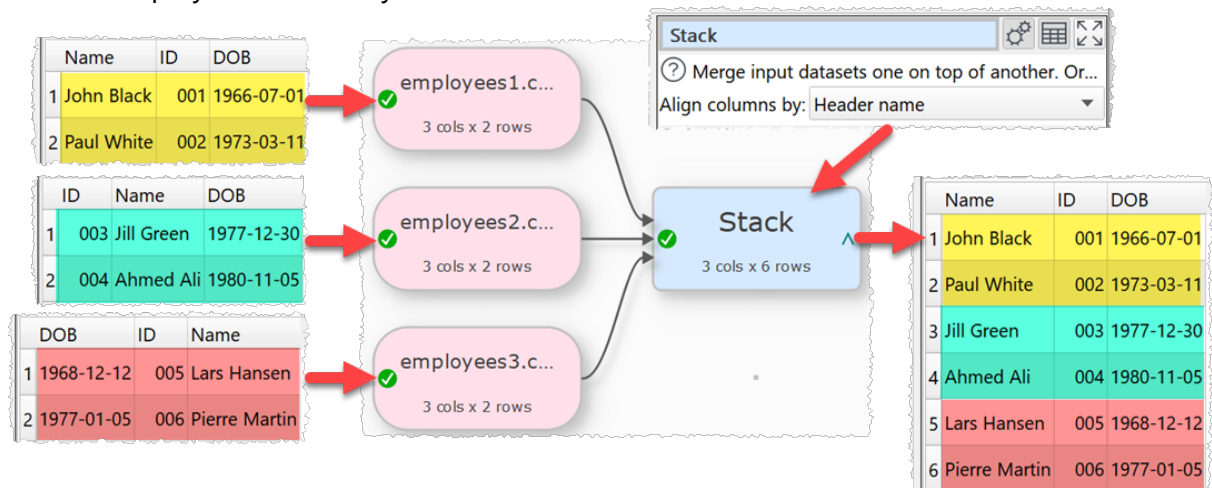 Stack
Merge input datasets one on top of another. Or...
Align columns by: Header name
Name ID DOB
1 John Black 001 1966-07-01
2 Paul White 002 1973-03-11
employees1.c...
3 cols x 2 rows
ID Name DOB
1 003 Jill Green 1977-12-30
2 004 Ahmed Ali 1980-11-05
employees2.c...
3 cols x 2 rows
DOB ID Name
1 1968-12-12 005 Lars Hansen
2 1977-01-05 006 Pierre Martin
employees3.c...
3 cols x 2 rows
Stack
3 cols x 6 rows
Name ID DOB
1 John Black 001 1966-07-01
2 Paul White 002 1973-03-11
3 Jill Green 003 1977-12-30
4 Ahmed Ali 004 1980-11-05
5 Lars Hansen 005 1968-12-12
6 Pierre Martin 006 1977-01-05